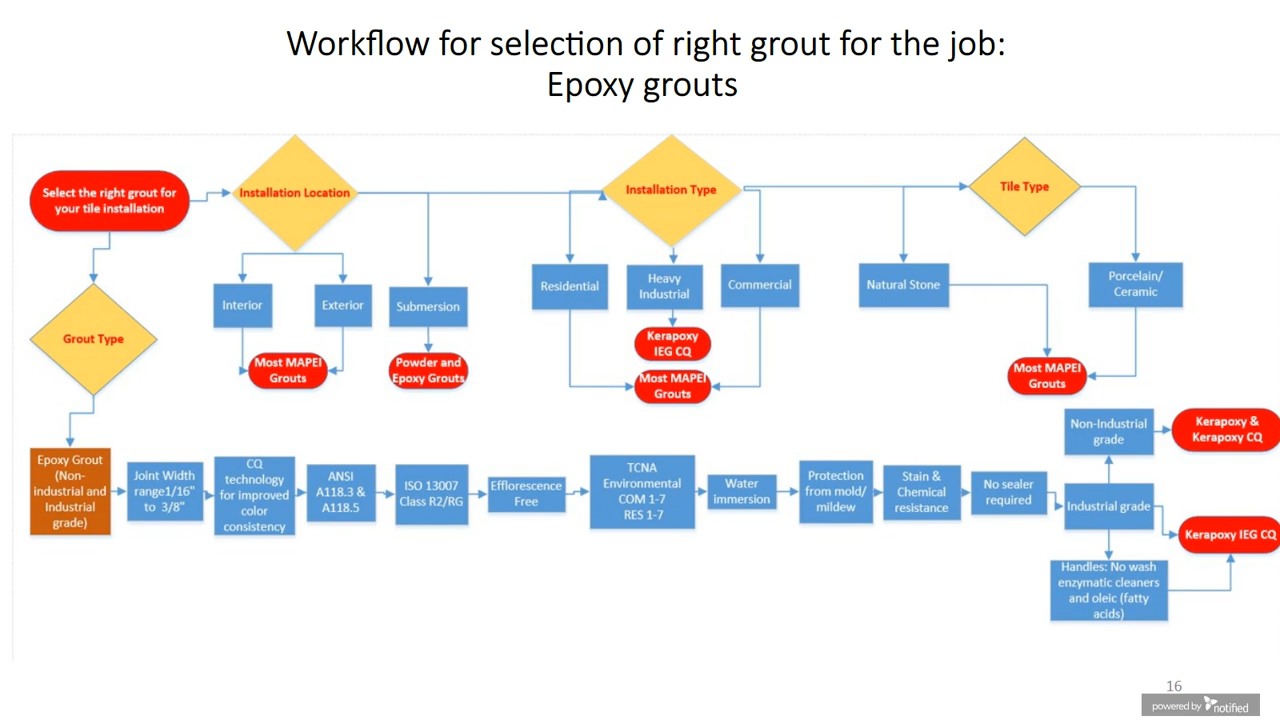 Workflow for selection of right grout for the job:
Epoxy grouts
Select the right grout for
your tile installation
Installation Location
Installation Type
Tile Type
Grout Type
Interior
Exterior
Submersion
Most MAPEI
Grouts
Powder and
Epoxy Grouts
Residential
Heavy
Industrial
Commercial
Kerapoxy
IEG CQ
Most MAPEI
Grouts
Natural Stone
Porcelain/
Ceramic
Most MAPEI
Grouts
Epoxy Grout
(Non-
industrial and
Industrial
grade)
Joint Width
range1/16"
to 3/8"
CQ
technology
for improved
color
consistency
ANSI
A118.3 &
A118.5
ISO 13007
Class R2/RG
Efflorescence
Free
TCNA
Environmental
COM 1-7
RES 1-7
Water
immersion
Protection
from mold/
mildew
Stain &
Chemical
resistance
No sealer
required
Non-Industrial
grade
Kerapoxy &
Kerapoxy CQ
Industrial grade
Kerapoxy IEG CQ
Handles: No wash
enzymatic cleaners
and oleic (fatty
acids)
16
powered by notified